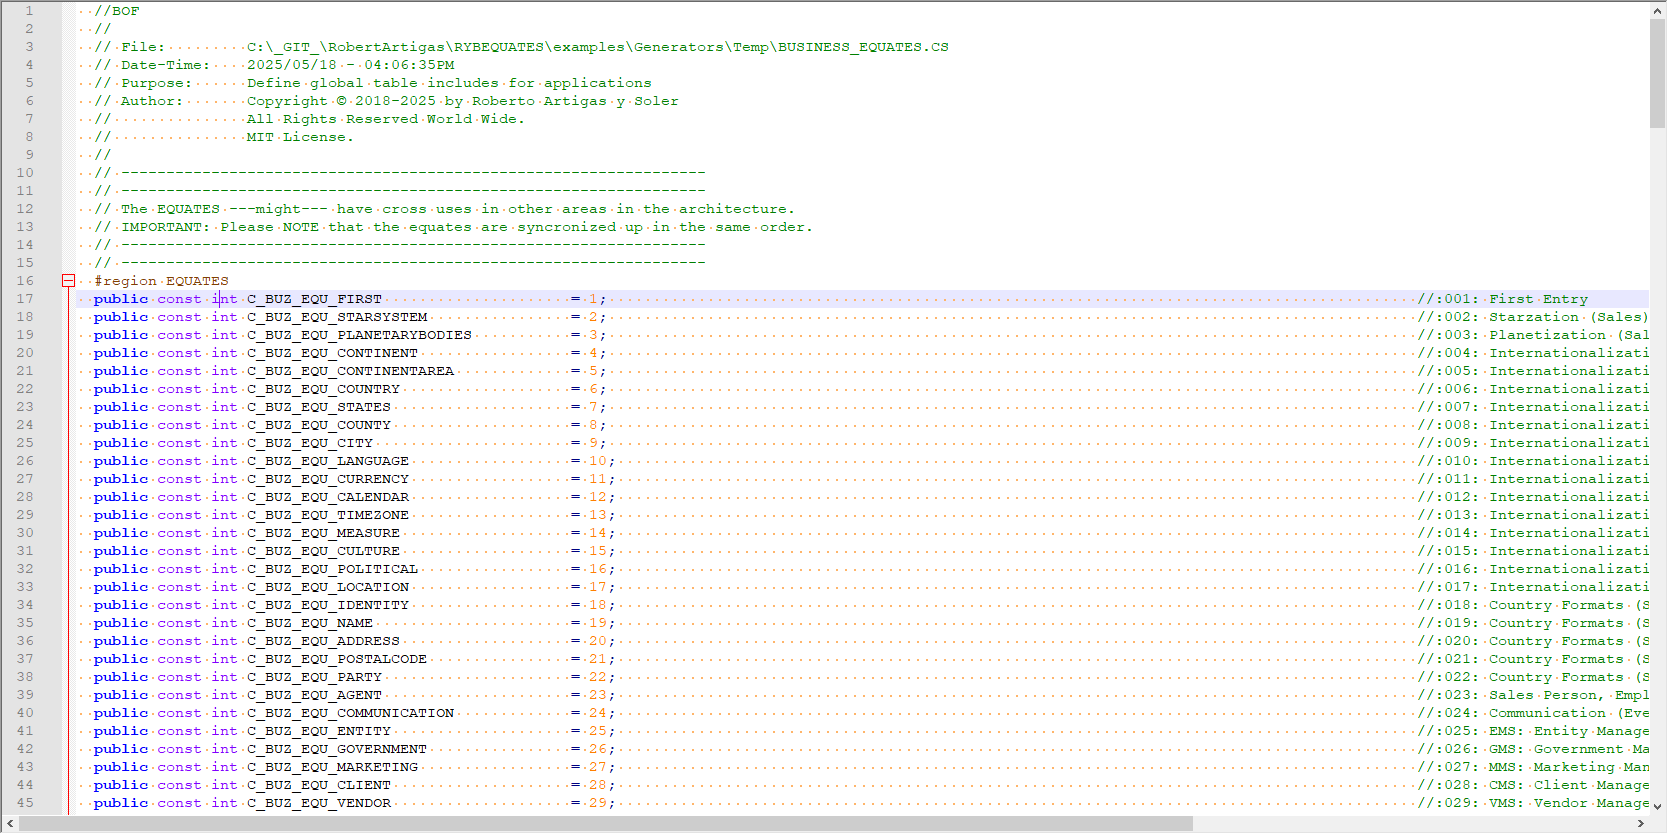 1 //BOF
2 //
3 // File: C:\_GIT_\RobertArtigas\RYBEQUATES\examples\Generators\Temp\BUSINESS_EQUATES.CS
4 // Date-Time: 2025/05/18 - 04:06:35PM
5 // Purpose: Define global table includes for applications
6 // Author: Copyright © 2018-2025 by Roberto Artigas y Soler
7 // All Rights Reserved World Wide.
8 // MIT License.
9 //
10 // -----------------------------------------------------------------
11 // -----------------------------------------------------------------
12 // The EQUATES ---might--- have cross uses in other areas in the architecture.
13 // IMPORTANT: Please NOTE that the equates are syncronized up in the same order.
14 // -----------------------------------------------------------------
15 // -----------------------------------------------------------------
16 #region EQUATES
17 public const int C_BUZ_EQU_FIRST = 1; //:001: First Entry
18 public const int C_BUZ_EQU_STARSYSTEM = 2; //:002: Starzation (Sales)
19 public const int C_BUZ_EQU_PLANETARYBODIES = 3; //:003: Planetization (Sal
20 public const int C_BUZ_EQU_CONTINENT = 4; //:004: Internationalizati
21 public const int C_BUZ_EQU_CONTINENTAREA = 5; //:005: Internationalizati
22 public const int C_BUZ_EQU_COUNTRY = 6; //:006: Internationalizati
23 public const int C_BUZ_EQU_STATES = 7; //:007: Internationalizati
24 public const int C_BUZ_EQU_COUNTY = 8; //:008: Internationalizati
25 public const int C_BUZ_EQU_CITY = 9; //:009: Internationalizati
26 public const int C_BUZ_EQU_LANGUAGE = 10; //:010: Internationalizati
27 public const int C_BUZ_EQU_CURRENCY = 11; //:011: Internationalizati
28 public const int C_BUZ_EQU_CALENDAR = 12; //:012: Internationalizati
29 public const int C_BUZ_EQU_TIMEZONE = 13; //:013: Internationalizati
30 public const int C_BUZ_EQU_MEASURE = 14; //:014: Internationalizati
31 public const int C_BUZ_EQU_CULTURE = 15; //:015: Internationalizati
32 public const int C_BUZ_EQU_POLITICAL = 16; //:016: Internationalizati
33 public const int C_BUZ_EQU_LOCATION = 17; //:017: Internationalizati
34 public const int C_BUZ_EQU_IDENTITY = 18; //:018: Country Formats (S
35 public const int C_BUZ_EQU_NAME = 19; //:019: Country Formats (S
36 public const int C_BUZ_EQU_ADDRESS = 20; //:020: Country Formats (S
37 public const int C_BUZ_EQU_POSTALCODE = 21; //:021: Country Formats (S
38 public const int C_BUZ_EQU_PARTY = 22; //:022: Country Formats (S
39 public const int C_BUZ_EQU_AGENT = 23; //:023: Sales Person, Empl
40 public const int C_BUZ_EQU_COMMUNICATION = 24; //:024: Communication (Eve
41 public const int C_BUZ_EQU_ENTITY = 25; //:025: EMS: Entity Manage
42 public const int C_BUZ_EQU_GOVERNMENT = 26; //:026: GMS: Government Ma
43 public const int C_BUZ_EQU_MARKETING = 27; //:027: MMS: Marketing Man
44 public const int C_BUZ_EQU_CLIENT = 28; //:028: CMS: Client Manage
45 public const int C_BUZ_EQU_VENDOR = 29; //:029: VMS: Vendor Manage